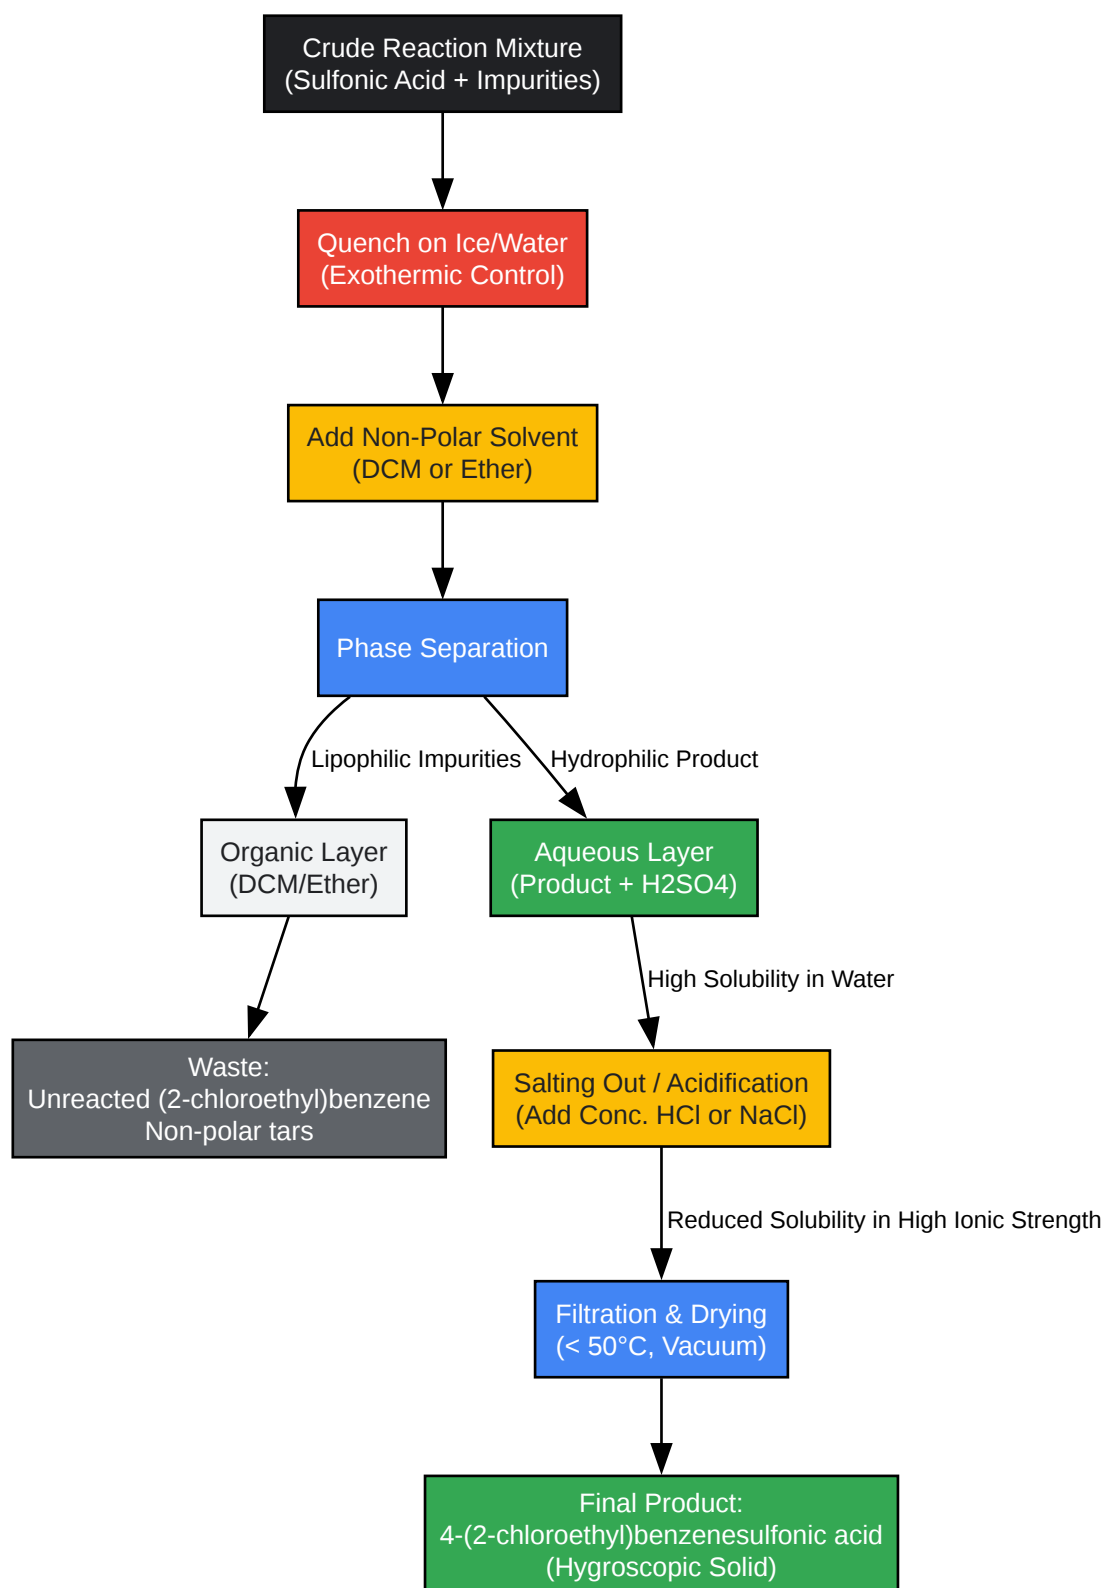 Crude Reaction Mixture
(Sulfonic Acid + Impurities)
Quench on Ice/Water
(Exothermic Control)
Add Non-Polar Solvent
(DCM or Ether)
Phase Separation
Lipophilic Impurities
Hydrophilic Product
Organic Layer
(DCM/Ether)
Aqueous Layer
(Product + H2SO4)
High Solubility in Water
Waste:
Unreacted (2-chloroethyl)benzene
Non-polar tars
Salting Out / Acidification
(Add Conc. HCl or NaCl)
Reduced Solubility in High Ionic Strength
Filtration & Drying
(< 50°C, Vacuum)
Final Product:
4-(2-chloroethyl)benzenesulfonic acid
(Hygroscopic Solid)